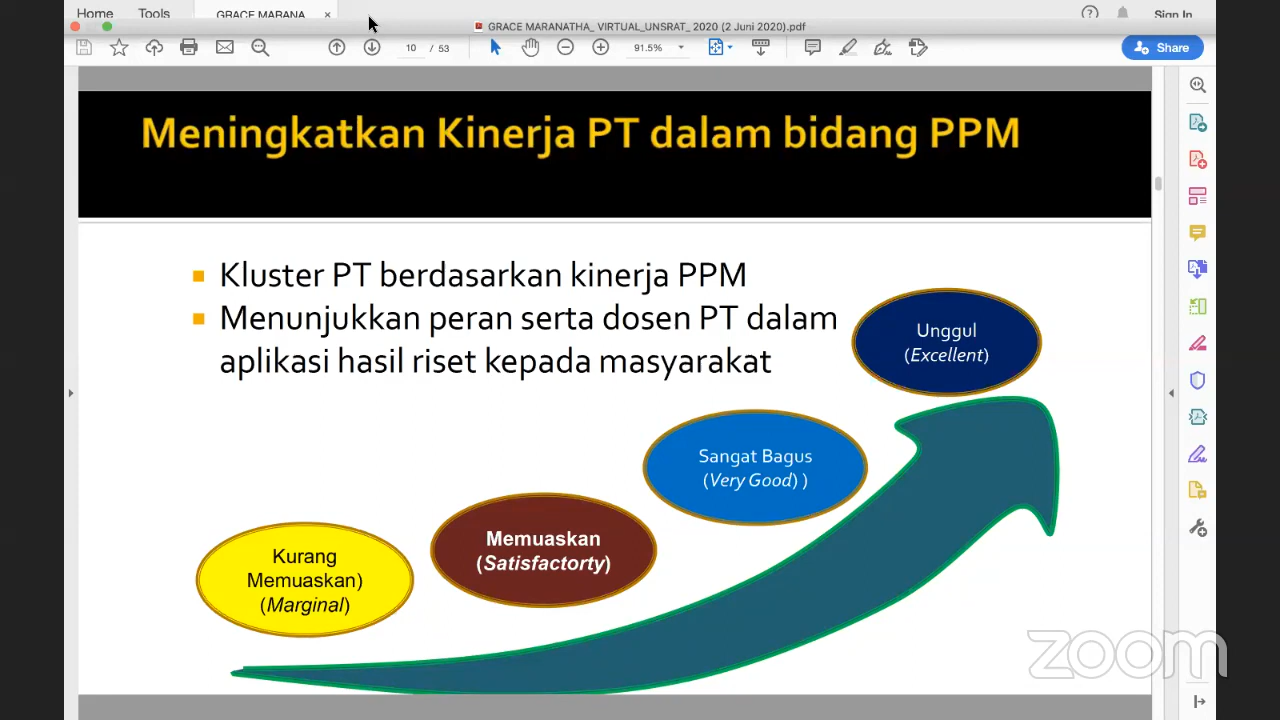 Home
Tools
GRACE MARANA
×
Sign In
GRACE MARANATHA_ VIRTUAL_UNSRAT_ 2020 (2 Juni 2020).pdf
10 / 53
91.5%
Share
Meningkatkan Kinerja PT dalam bidang PPM
Kluster PT berdasarkan kinerja PPM
Menunjukkan peran serta dosen PT dalam
aplikasi hasil riset kepada masyarakat
Unggul
(Excellent)
Sangat Bagus
(Very Good) )
Memuaskan
(Satisfactorty)
Kurang
Memuaskan)
(Marginal)
zoom